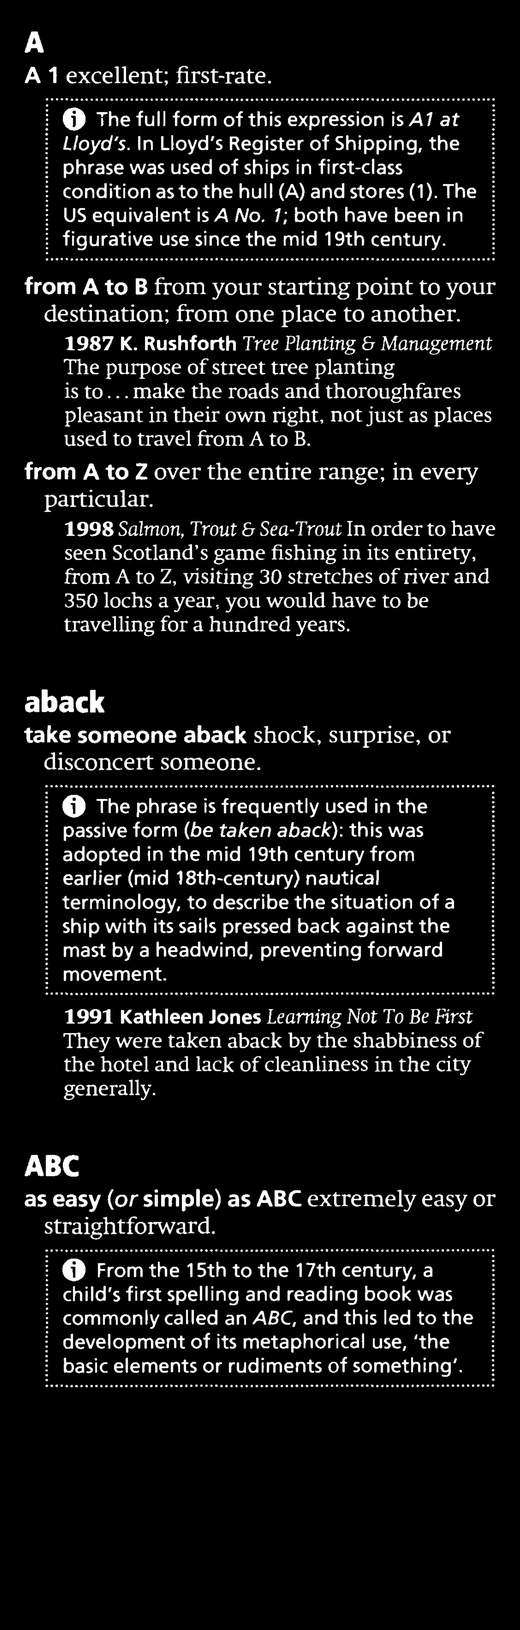 A
A 1 excellent; first-rate.
ⓘ The full form of this expression is A1 at
Lloyd's. In Lloyd's Register of Shipping, the
phrase was used of ships in first-class
condition as to the hull (A) and stores (1). The
US equivalent is A No. 1; both have been in
figurative use since the mid 19th century.
from A to B from your starting point to your
destination; from one place to another.
1987 K. Rushforth Tree Planting & Management
The purpose of street tree planting
is to... make the roads and thoroughfares
pleasant in their own right, not just as places
used to travel from A to B.
from A to Z over the entire range; in every
particular.
1998 Salmon, Trout & Sea-Trout In order to have
seen Scotland's game fishing in its entirety,
from A to Z, visiting 30 stretches of river and
350 lochs a year, you would have to be
travelling for a hundred years.
aback
take someone aback shock, surprise, or
disconcert someone.
ⓘ The phrase is frequently used in the
passive form (be taken aback): this was
adopted in the mid 19th century from
earlier (mid 18th-century) nautical
terminology, to describe the situation of a
ship with its sails pressed back against the
mast by a headwind, preventing forward
movement.
1991 Kathleen Jones Learning Not To Be First
They were taken aback by the shabbiness of
the hotel and lack of cleanliness in the city
generally.
ABC
as easy (or simple) as ABC extremely easy or
straightforward.
ⓘ From the 15th to the 17th century, a
child's first spelling and reading book was
commonly called an ABC, and this led to the
development of its metaphorical use, 'the
basic elements or rudiments of something'.